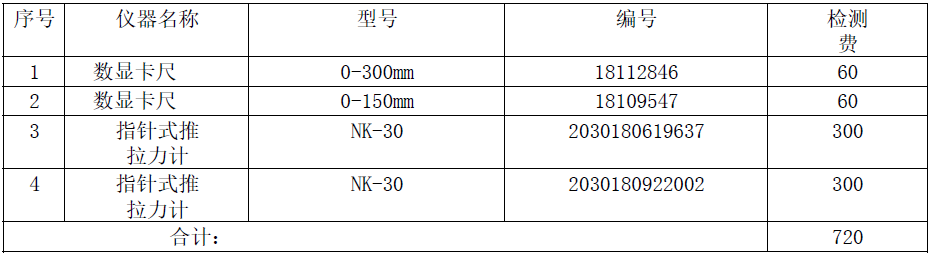 序号 仪器名称 型号 编号 检测
费
1 数显卡尺 0-300mm 18112846 60
2 数显卡尺 0-150mm 18109547 60
3 指针式推 NK-30 2030180619637 300
拉力计
4 指针式推 NK-30 2030180922002 300
拉力计
合计： 720